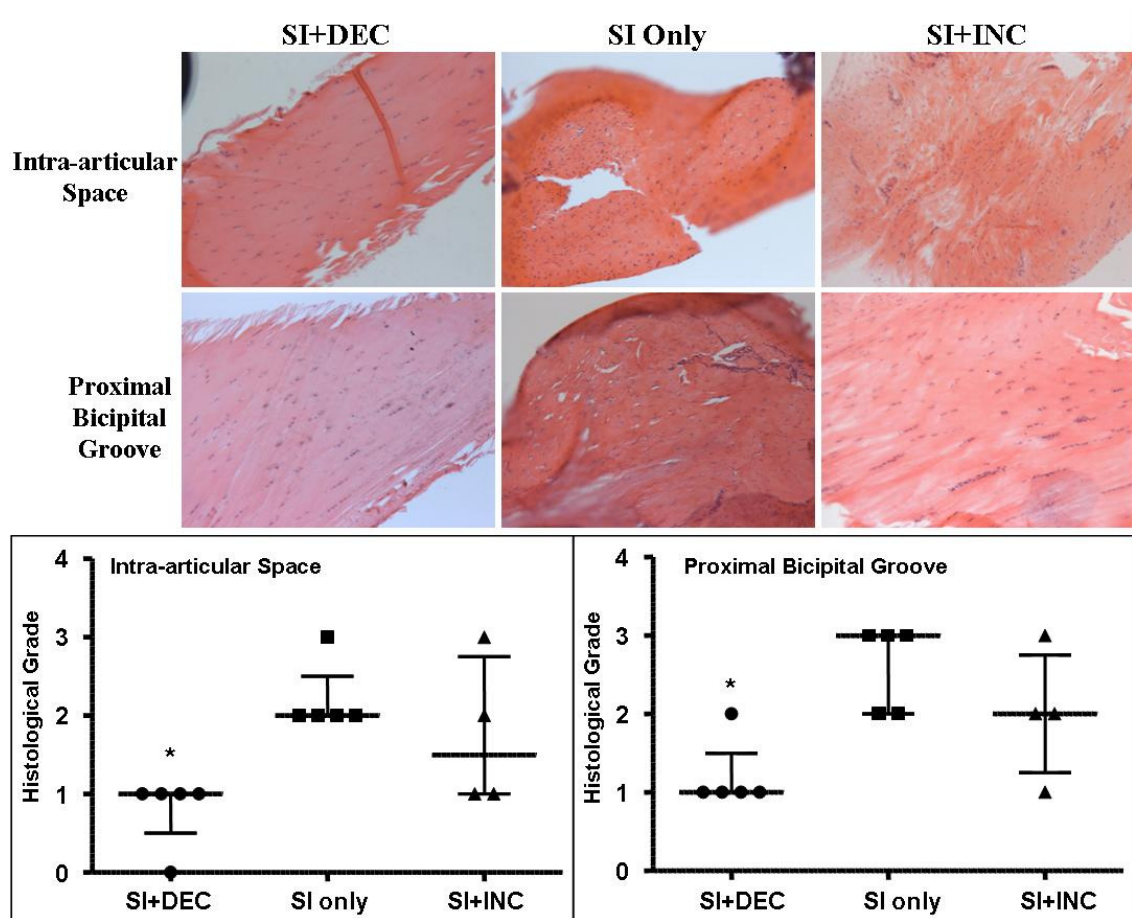 SI+DEC SI Only SI+INC
Intra-articular
Space
Proximal
Bicipital
Groove
Intra-articular Space
Histological Grade
4
3
2
1
0
*
SI+DEC SI only SI+INC
Proximal Bicipital Groove
Histological Grade
4
3
2
1
0
*
SI+DEC SI only SI+INC